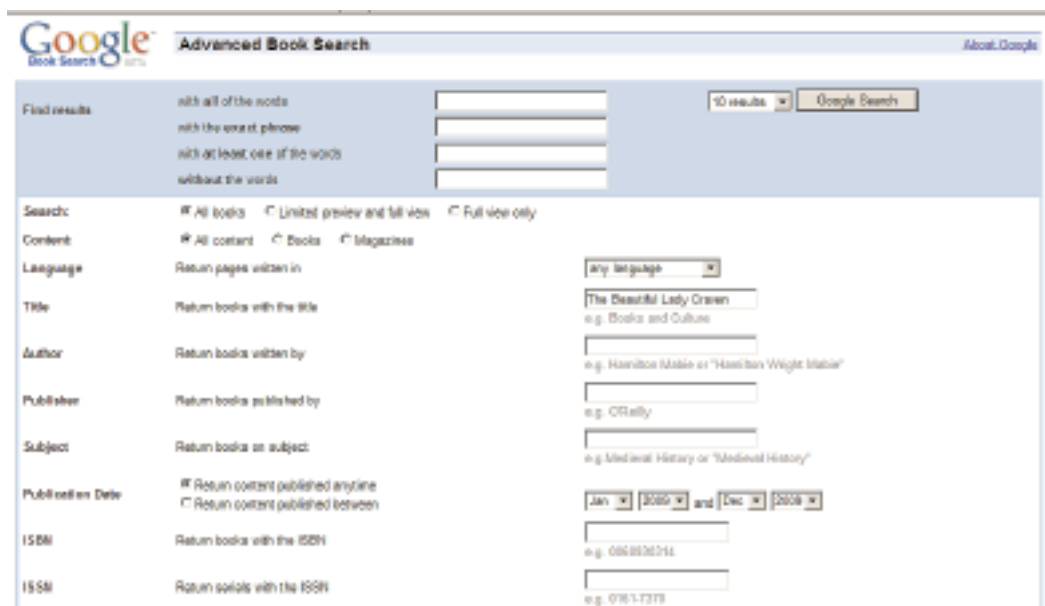 Google
Book Search
Advanced Book Search
About Google
Find results
with all of the words
10 results
Google Search
with the exact phrase
with at least one of the words
without the words
Search:
All books
Limited preview and full view
Full view only
Content:
All content
Books
Magazines
Language
Return pages written in
any language
Title
Return books with the title
The Beautiful Lady Craven
e.g. Books and Culture
Author
Return books written by
e.g. Hamilton Mabie or "Hamilton Wright Mabie"
Publisher
Return books published by
e.g. O'Reilly
Subject
Return books on subject
e.g. Medieval History or "Medieval History"
Publication Date
Return content published anytime
Return content published between
Jan 2009 and Dec 2009
ISBN
Return books with the ISBN
e.g. 0060930314
ISSN
Return serials with the ISSN
e.g. 0161-7370